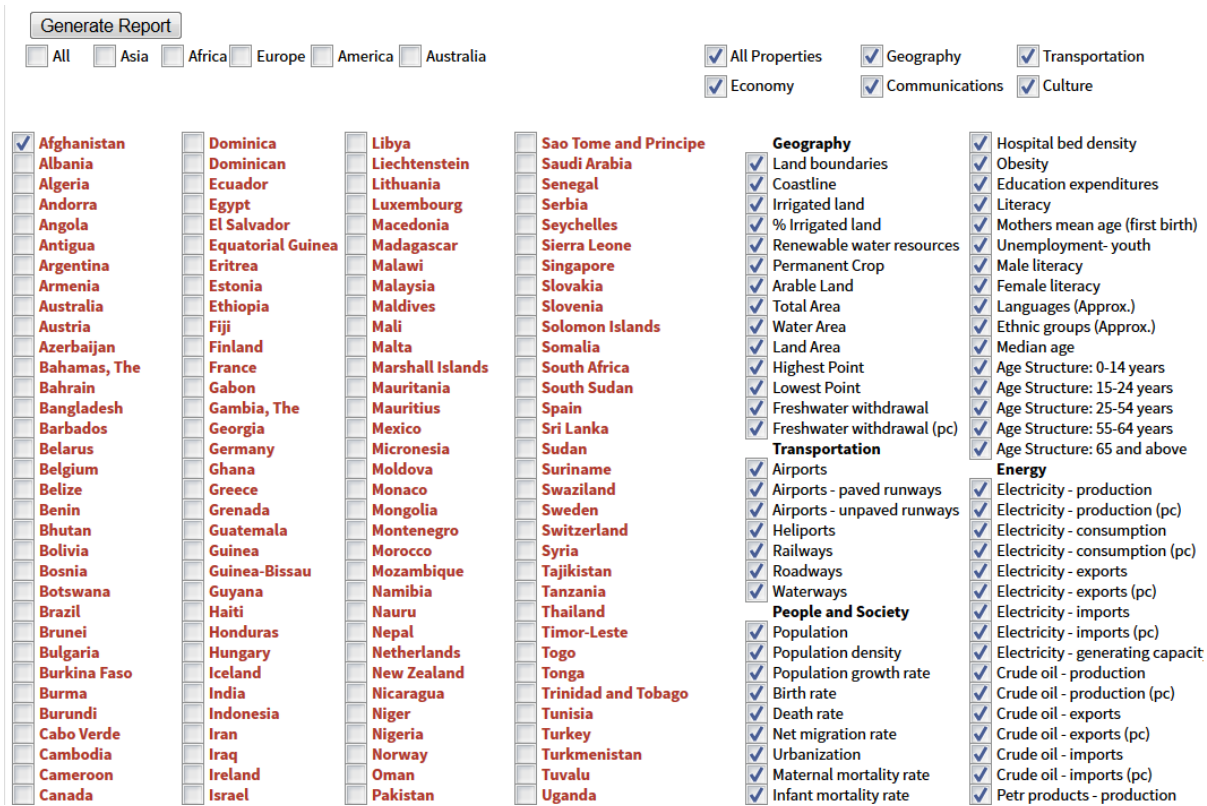 Generate Report
All Asia Africa Europe America Australia All Properties Geography Transportation
Economy Communications Culture
Afghanistan Dominica Libya Sao Tome and Principe Geography Hospital bed density
Albania Dominican Liechtenstein Saudi Arabia Land boundaries Obesity
Algeria Ecuador Lithuania Senegal Coastline Education expenditures
Andorra Egypt Luxembourg Serbia Irrigated land Literacy
Angola El Salvador Macedonia Seychelles % Irrigated land Mothers mean age (first birth)
Antigua Equatorial Guinea Madagascar Sierra Leone Renewable water resources Unemployment- youth
Argentina Eritrea Malawi Singapore Permanent Crop Male literacy
Armenia Estonia Malaysia Slovakia Arable Land Female literacy
Australia Ethiopia Maldives Slovenia Total Area Languages (Approx.)
Austria Fiji Mali Solomon Islands Water Area Ethnic groups (Approx.)
Azerbaijan Finland Malta Somalia Land Area Median age
Bahamas, The France Marshall Islands South Africa Highest Point Age Structure: 0-14 years
Bahrain Gabon Mauritania South Sudan Lowest Point Age Structure: 15-24 years
Bangladesh Gambia, The Mauritius Spain Freshwater withdrawal Age Structure: 25-54 years
Barbados Georgia Mexico Sri Lanka Freshwater withdrawal (pc) Age Structure: 55-64 years
Belarus Germany Micronesia Sudan Transportation Age Structure: 65 and above
Belgium Ghana Moldova Suriname Airports Energy
Belize Greece Monaco Swaziland Airports - paved runways Electricity - production
Benin Grenada Mongolia Sweden Airports - unpaved runways Electricity - production (pc)
Bhutan Guatemala Montenegro Switzerland Heliports Electricity - consumption
Bolivia Guinea Morocco Syria Railways Electricity - consumption (pc)
Bosnia Guinea-Bissau Mozambique Tajikistan Roadways Electricity - exports
Botswana Guyana Namibia Tanzania Waterways Electricity - exports (pc)
Brazil Haiti Nauru Thailand People and Society Electricity - imports
Brunei Honduras Nepal Timor-Leste Population Electricity - imports (pc)
Bulgaria Hungary Netherlands Togo Population density Electricity - generating capacit
Burkina Faso Iceland New Zealand Tonga Population growth rate Crude oil - production
Burma India Nicaragua Trinidad and Tobago Birth rate Crude oil - production (pc)
Burundi Indonesia Niger Tunisia Death rate Crude oil - exports
Cabo Verde Iran Nigeria Turkey Net migration rate Crude oil - exports (pc)
Cambodia Iraq Norway Turkmenistan Urbanization Crude oil - imports
Cameroon Ireland Oman Tuvalu Maternal mortality rate Crude oil - imports (pc)
Canada Israel Pakistan Uganda Infant mortality rate Petr products - production